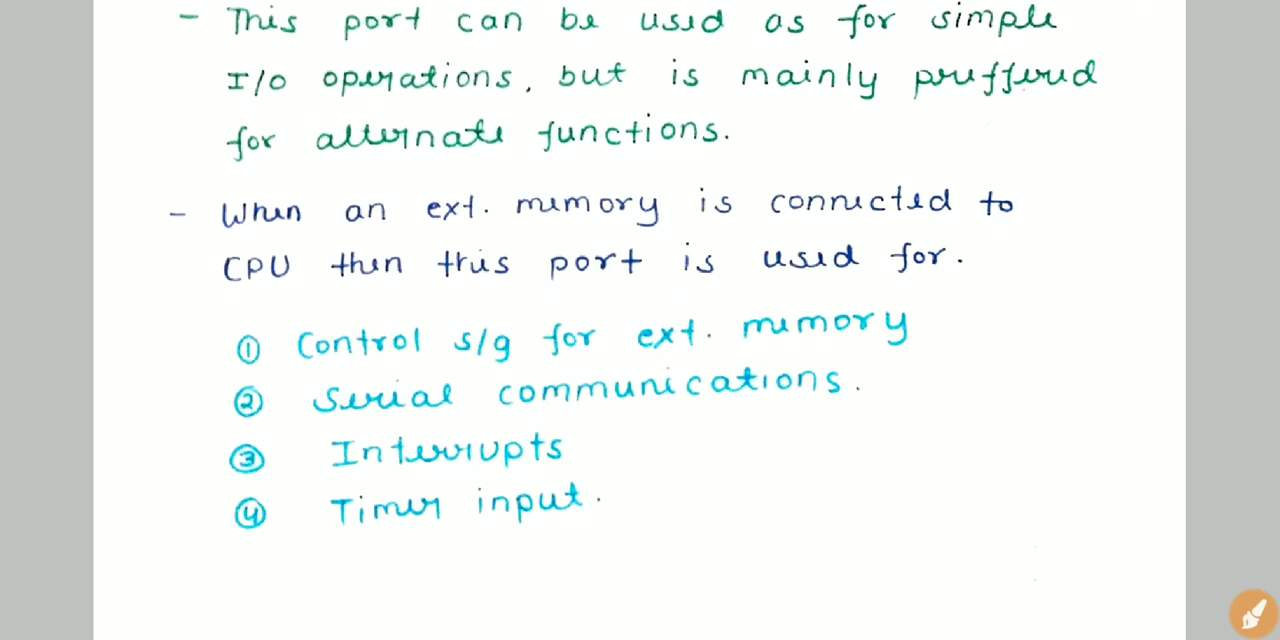 - This port can be used as for simple
I/O operations, but is mainly preffered
for alternate functions.
- When an ext. memory is connected to
CPU then this port is used for.
① Control s/g for ext. memory
② Serial communications.
③ Interrupts
④ Timer input.